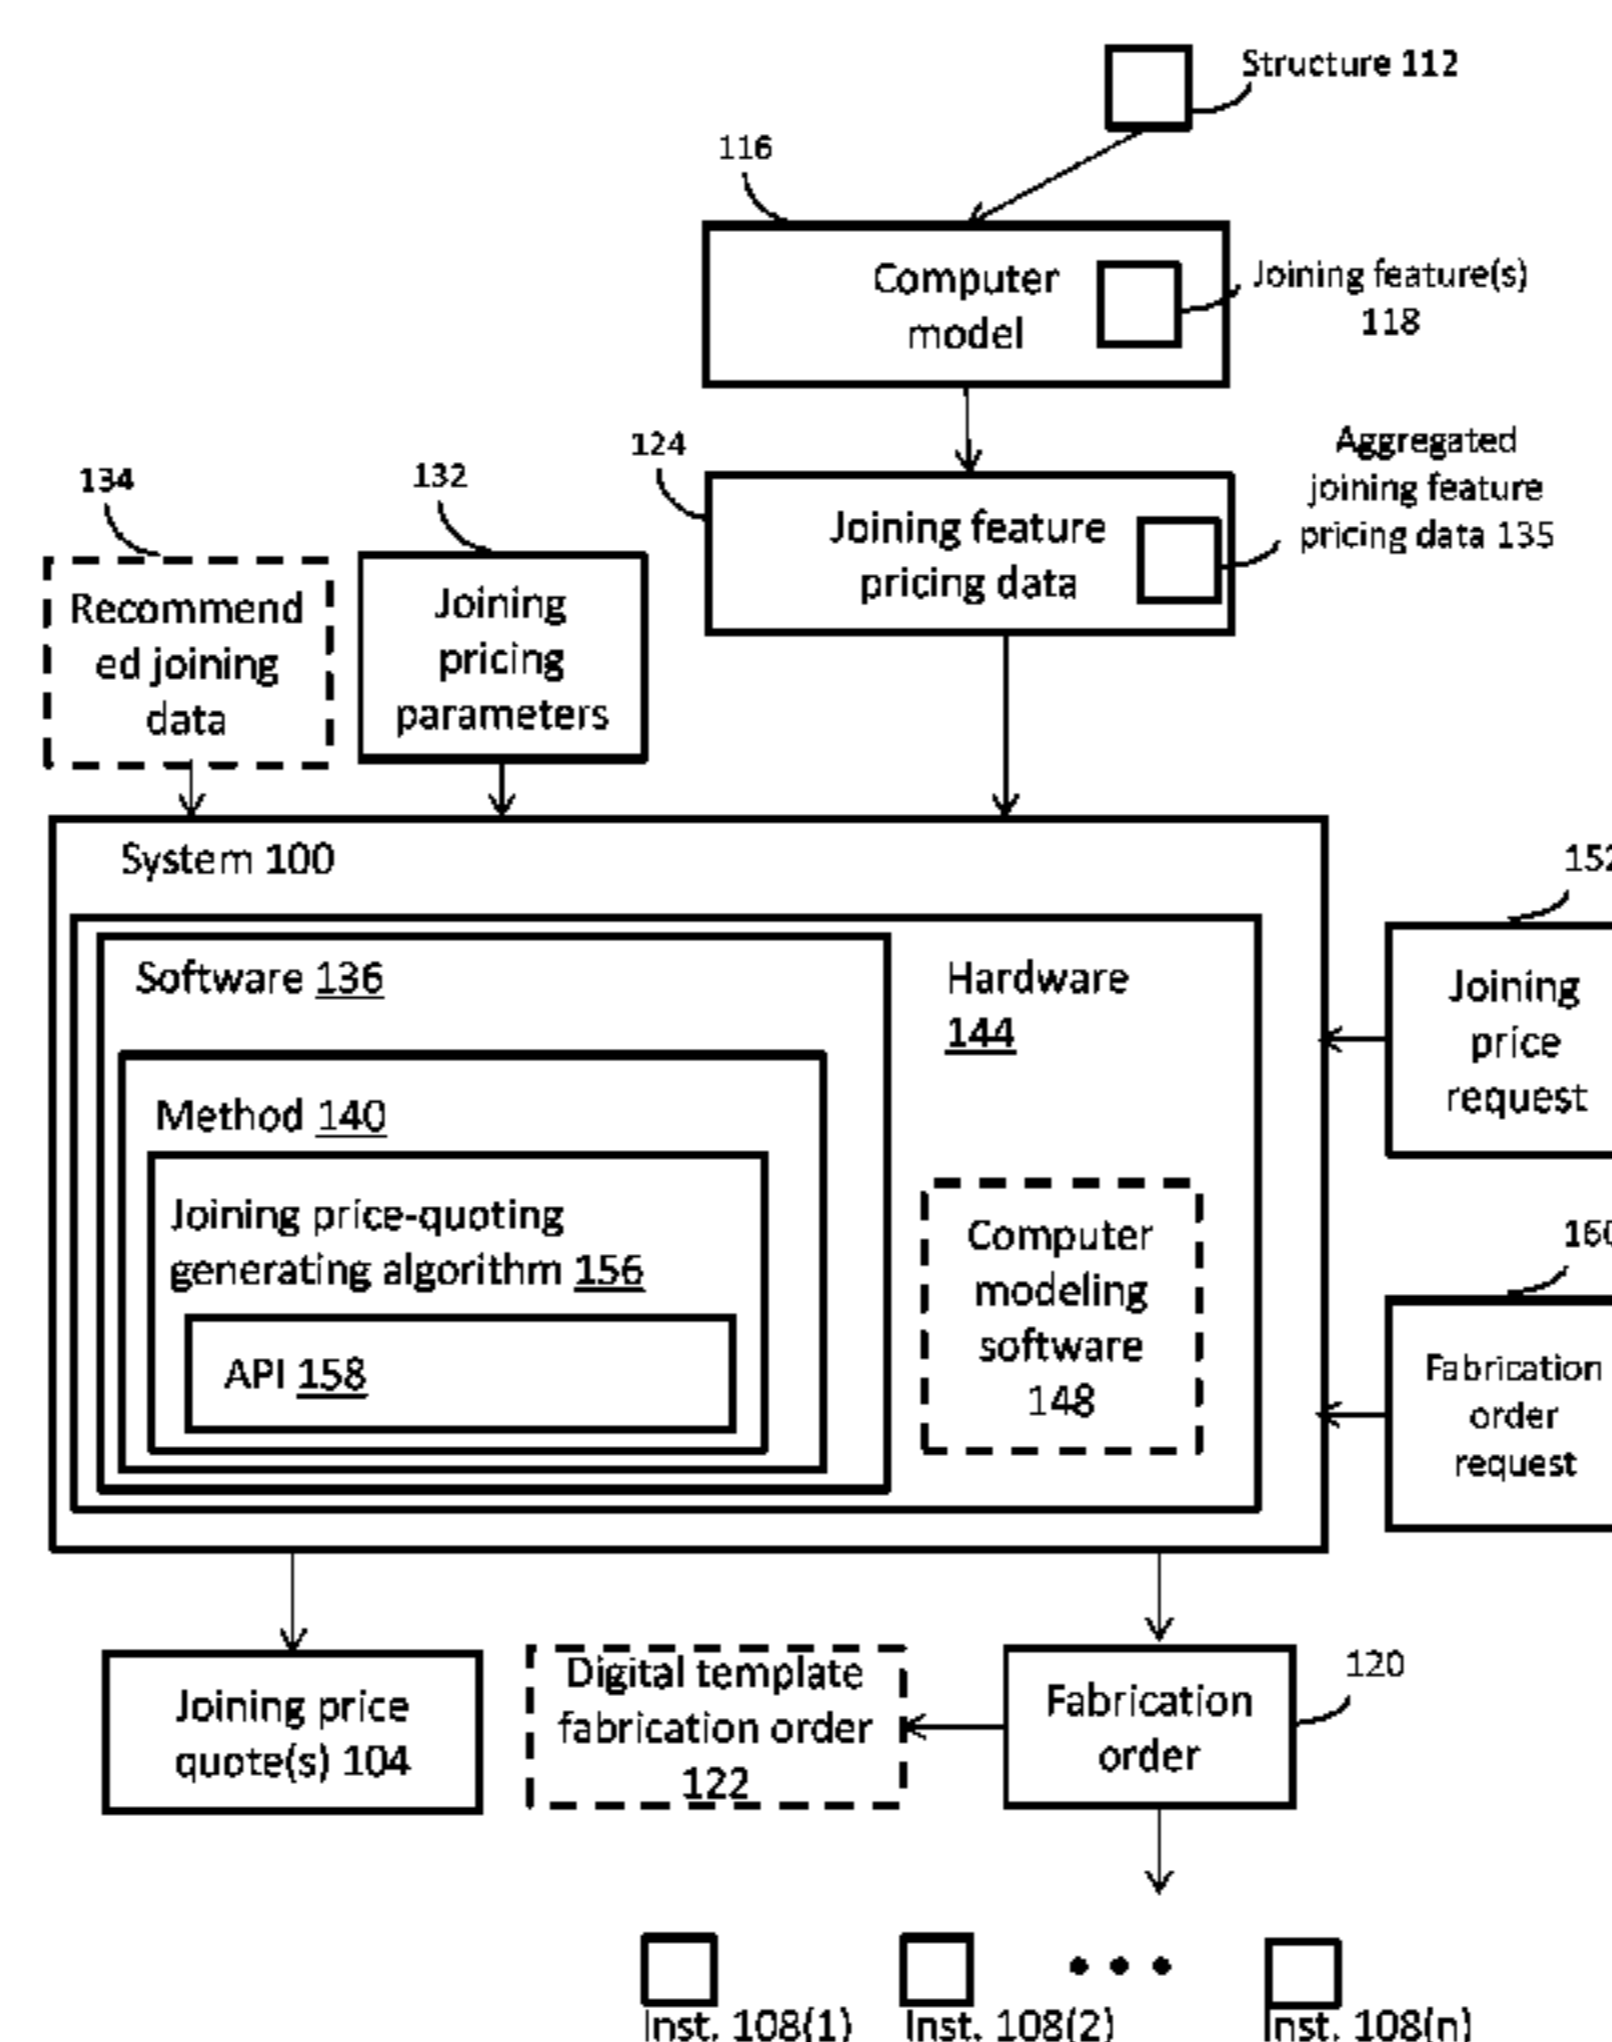 Structure 112
116
Computer
model
Joining feature(s)
118
124
Joining feature
pricing data
Aggregated
joining feature
pricing data 135
134
Recommend
ed joining
data
132
Joining
pricing
parameters
System 100
Software 136
Hardware
144
Method 140
Joining price-quoting
generating algorithm 156
API 158
Computer
modeling
software
148
152
Joining
price
request
160
Fabrication
order
request
Joining price
quote(s) 104
Digital template
fabrication order
122
Fabrication
order
120
Inst. 108(1)
Inst. 108(2)
Inst. 108(n)